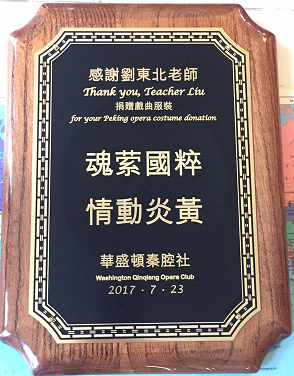 感謝劉東北老師
Thank you, Teacher Liu
捐贈戲曲服裝
for your Peking opera costume donation
魂萦國粹
情動炎黃
華盛頓秦腔社
Washington Qinqiang Opera Club
2017・7・23